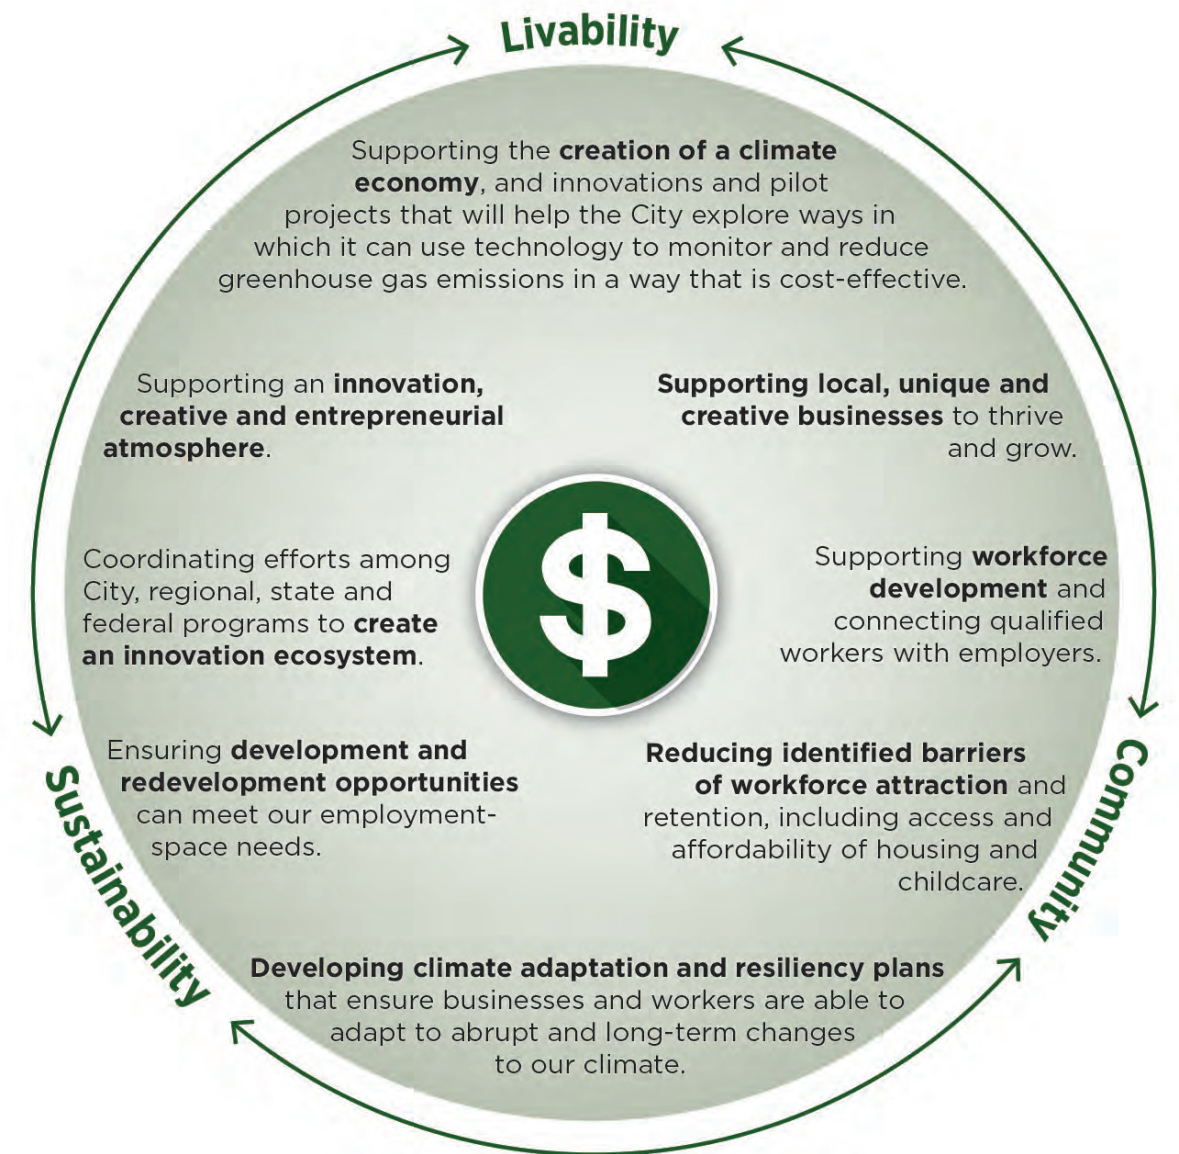 Livability
Supporting the creation of a climate
economy, and innovations and pilot
projects that will help the City explore ways in
which it can use technology to monitor and reduce
greenhouse gas emissions in a way that is cost-effective.
Supporting an innovation,
creative and entrepreneurial
atmosphere.
Supporting local, unique and
creative businesses to thrive
and grow.
Coordinating efforts among
City, regional, state and
federal programs to create
an innovation ecosystem.
$
Supporting workforce
development and
connecting qualified
workers with employers.
Ensuring development and
redevelopment opportunities
can meet our employment-
space needs.
Reducing identified barriers
of workforce attraction and
retention, including access and
affordability of housing and
childcare.
Sustainability
Community
Developing climate adaptation and resiliency plans
that ensure businesses and workers are able to
adapt to abrupt and long-term changes
to our climate.